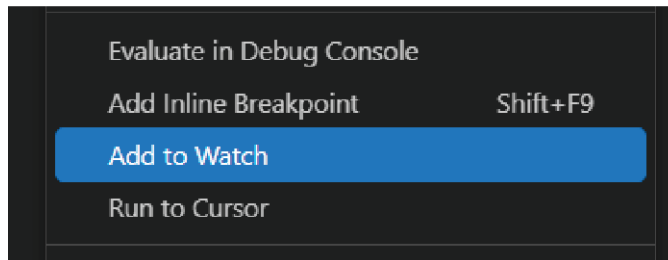 Evaluate in Debug Console
Add Inline Breakpoint Shift+F9
Add to Watch
Run to Cursor